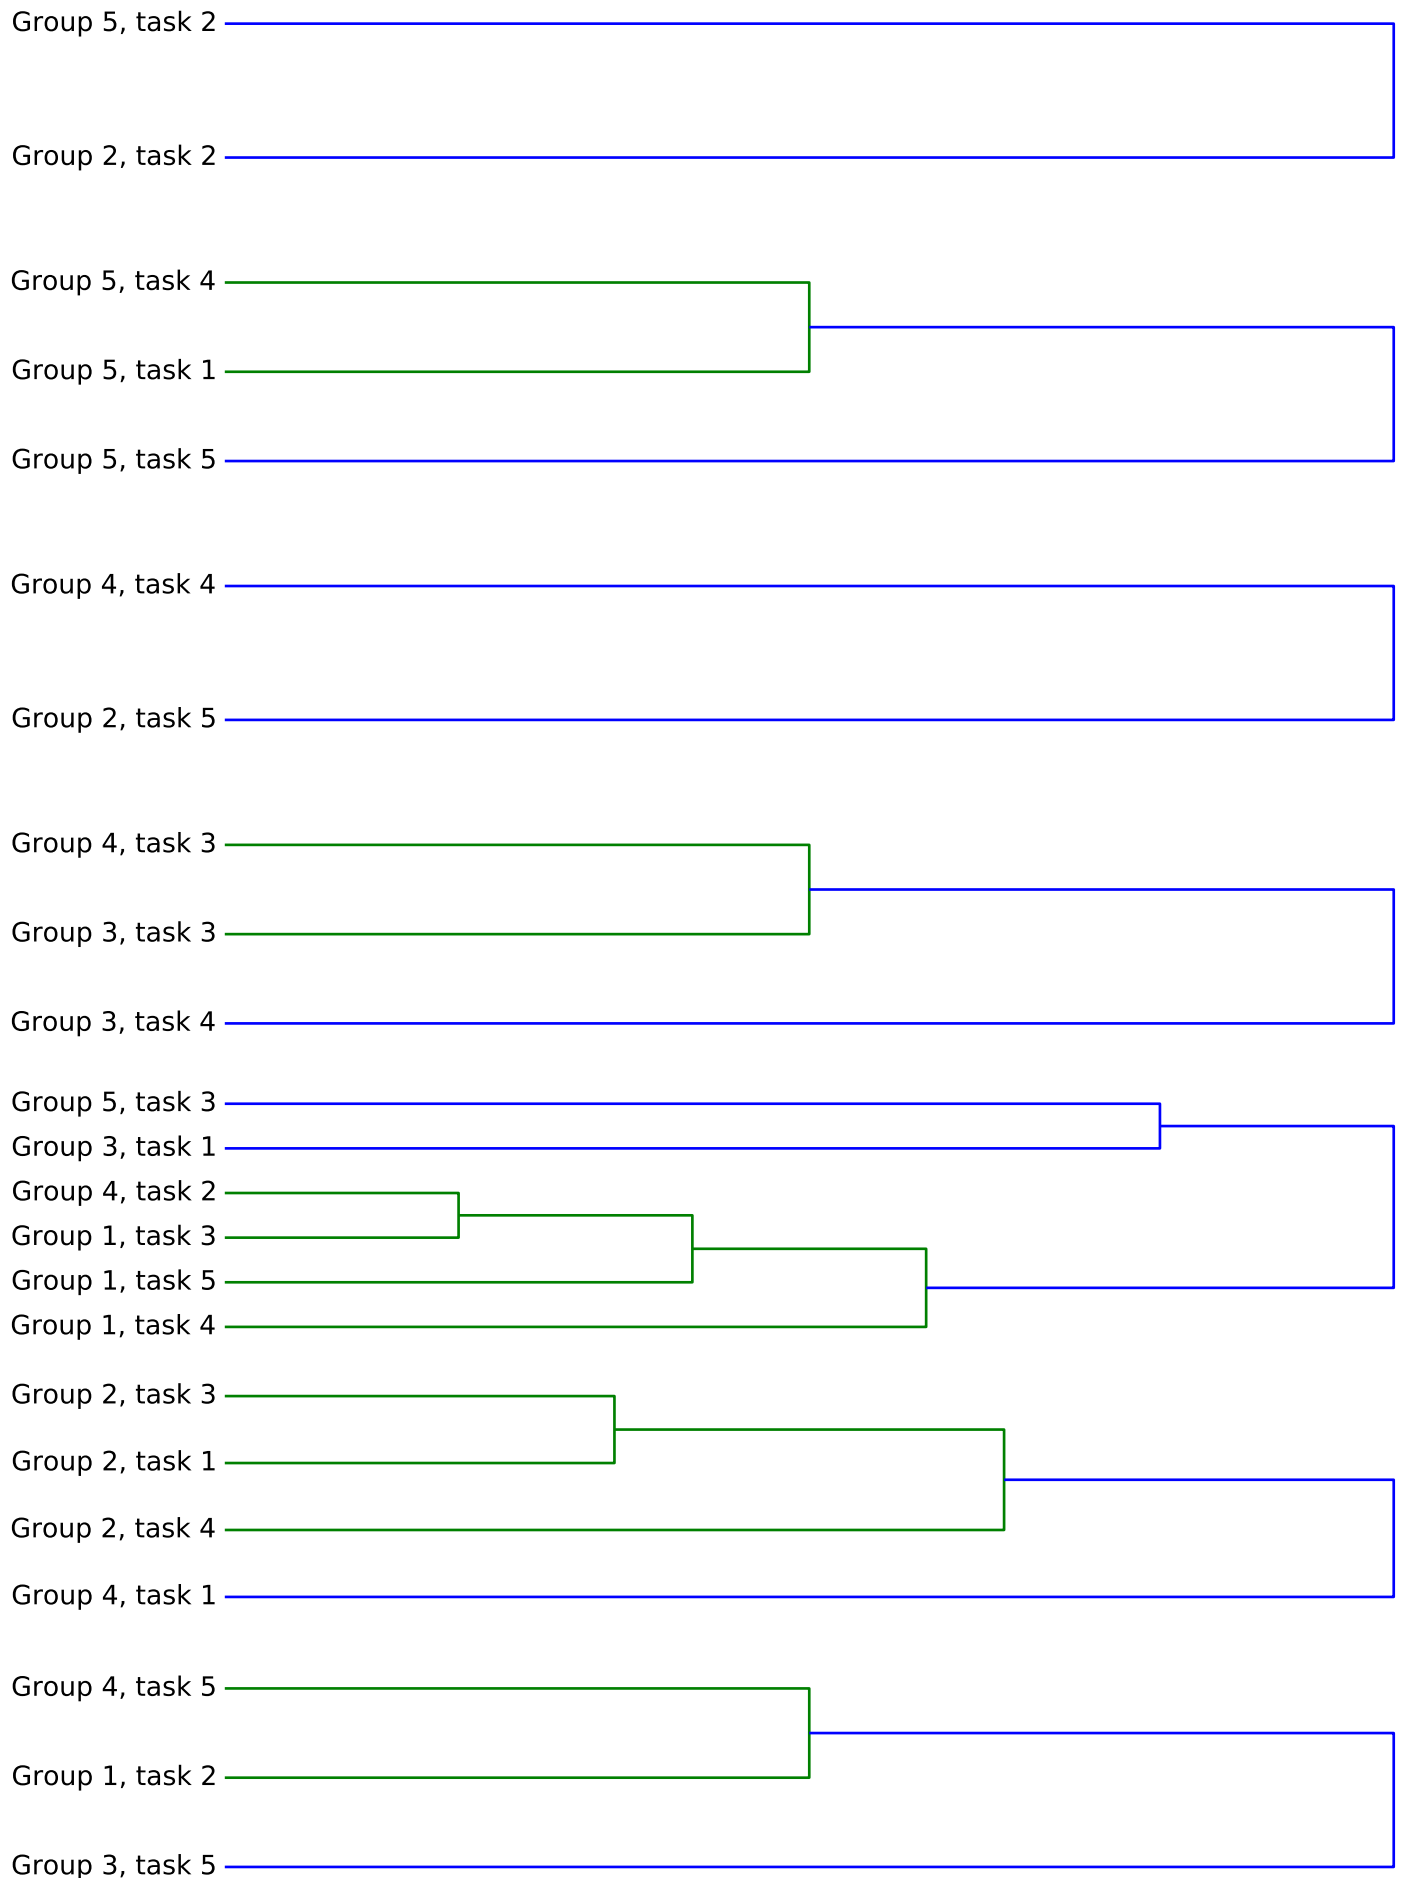 Group 5, task 2
Group 2, task 2
Group 5, task 4
Group 5, task 1
Group 5, task 5
Group 4, task 4
Group 2, task 5
Group 4, task 3
Group 3, task 3
Group 3, task 4
Group 5, task 3
Group 3, task 1
Group 4, task 2
Group 1, task 3
Group 1, task 5
Group 1, task 4
Group 2, task 3
Group 2, task 1
Group 2, task 4
Group 4, task 1
Group 4, task 5
Group 1, task 2
Group 3, task 5